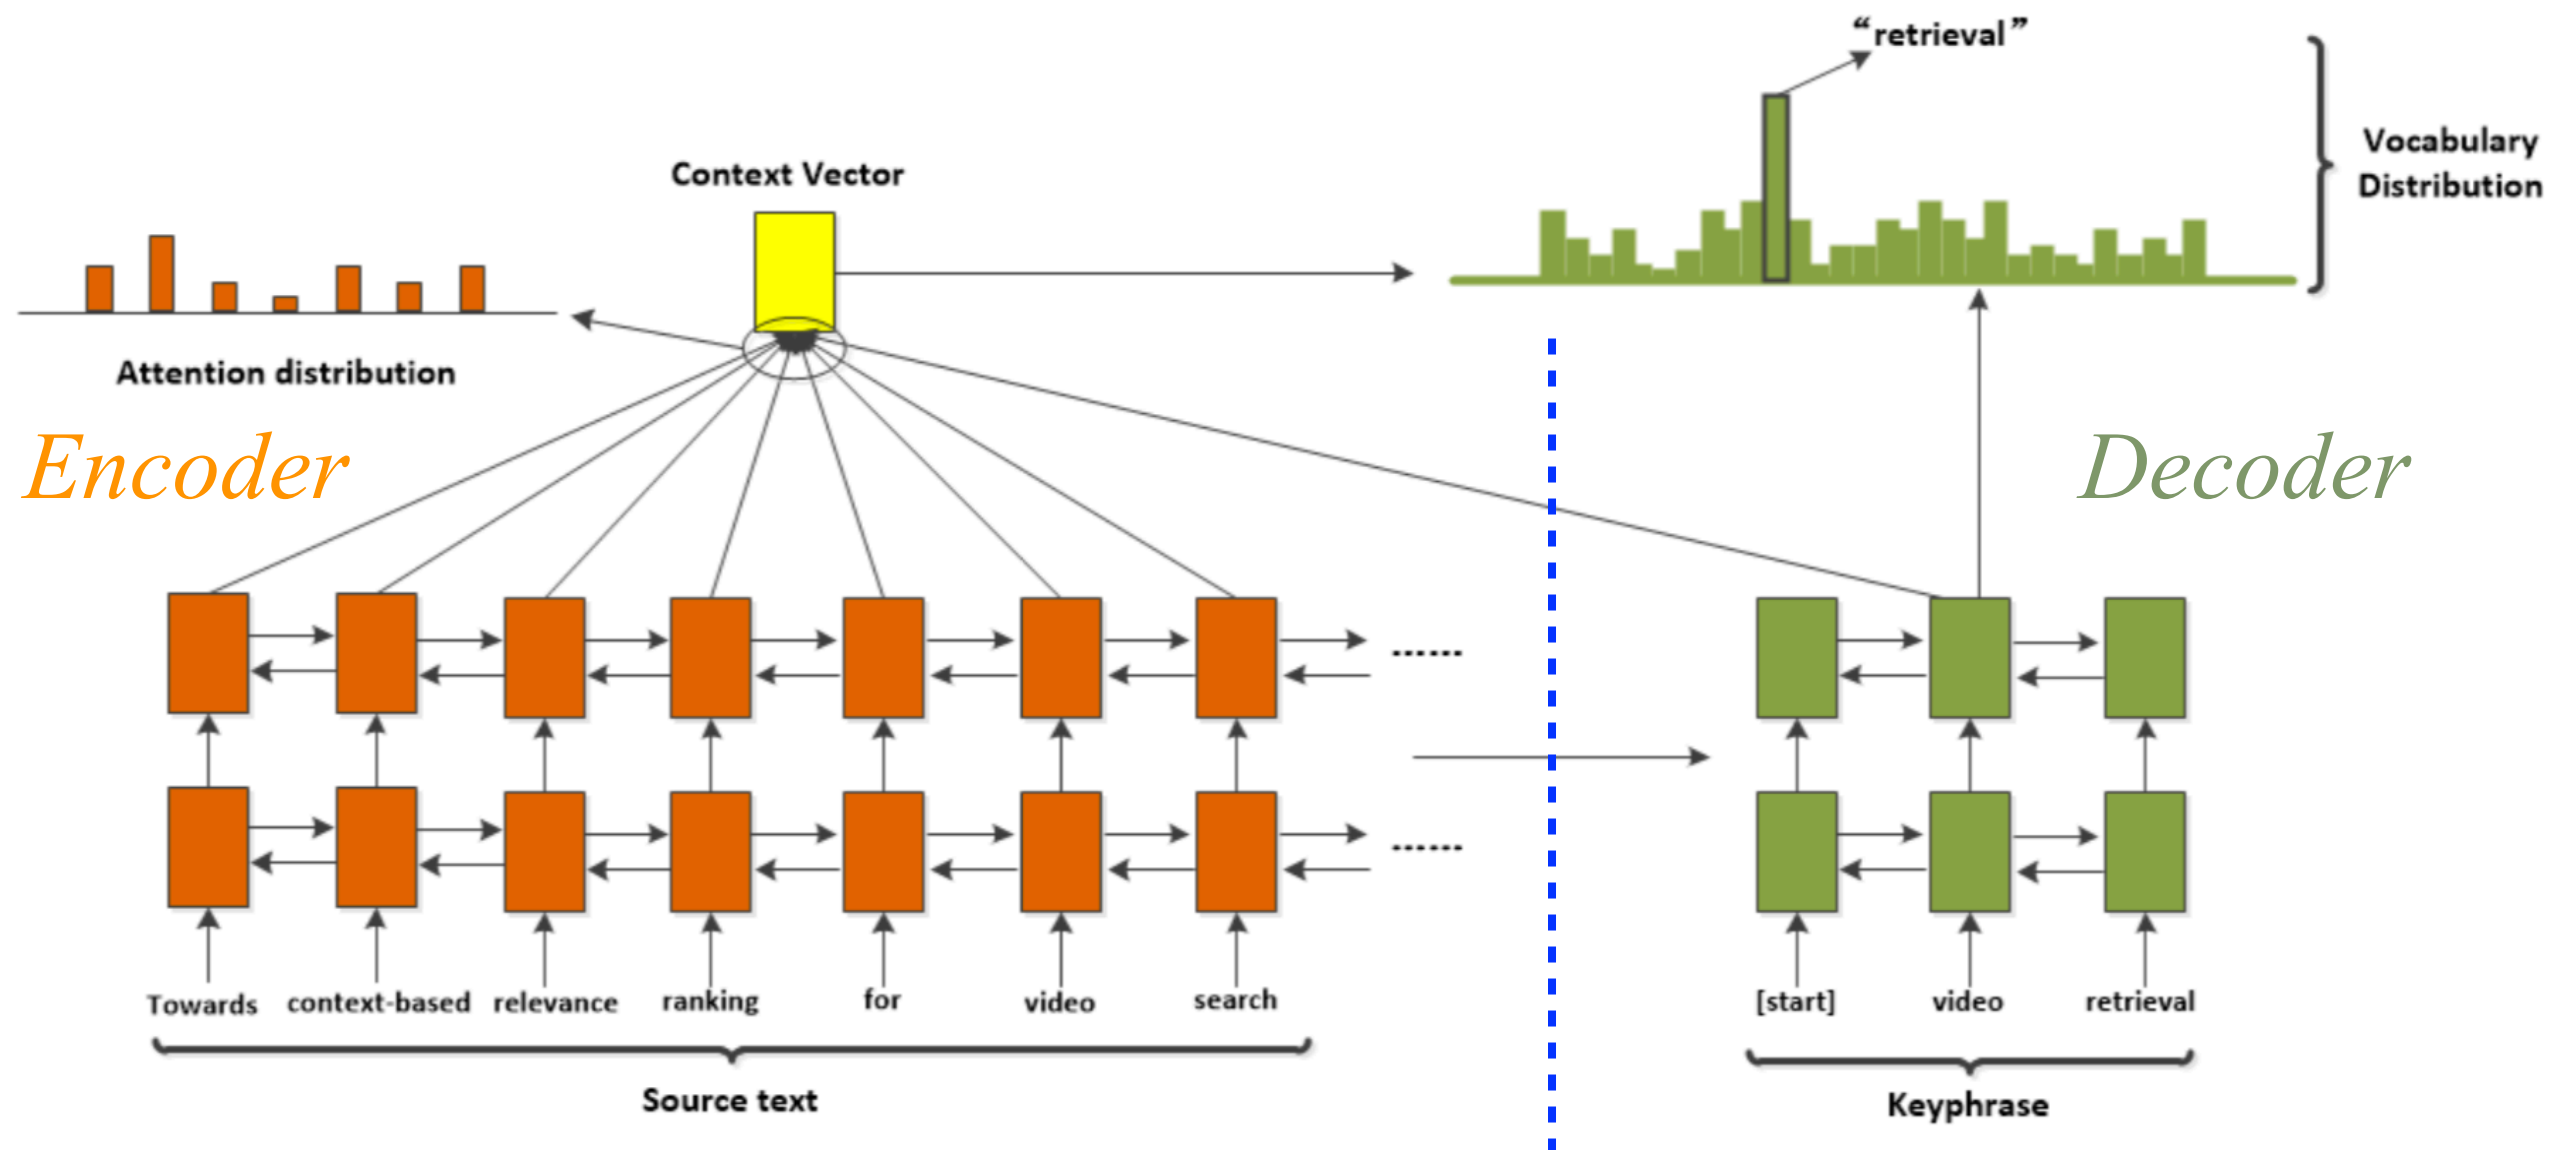 “retrieval”
Vocabulary
Distribution
Context Vector
Attention distribution
Encoder
Decoder
......
......
Towards context-based relevance ranking for video search
[start] video retrieval
Source text
Keyphrase